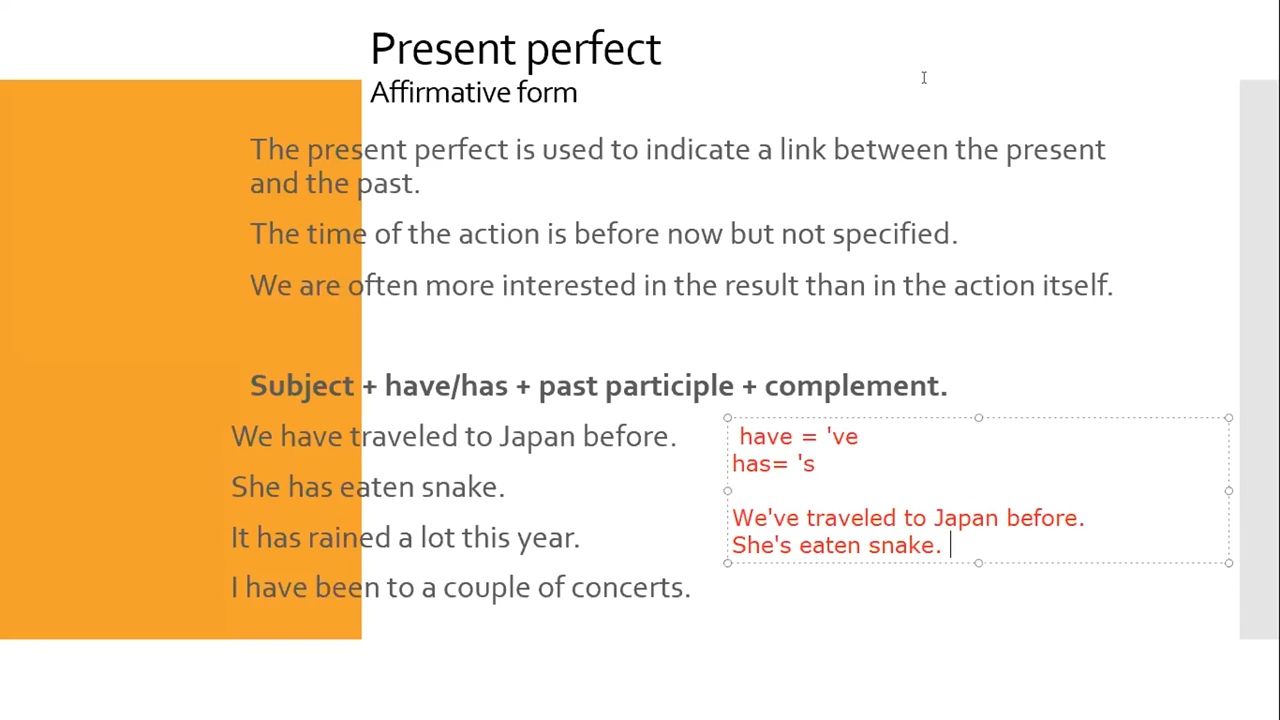 Present perfect
Affirmative form
The present perfect is used to indicate a link between the present
and the past.
The time of the action is before now but not specified.
We are often more interested in the result than in the action itself.
Subject + have/has + past participle + complement.
We have traveled to Japan before.
She has eaten snake.
It has rained a lot this year.
I have been to a couple of concerts.
have = 've
has= 's
We've traveled to Japan before.
She's eaten snake.